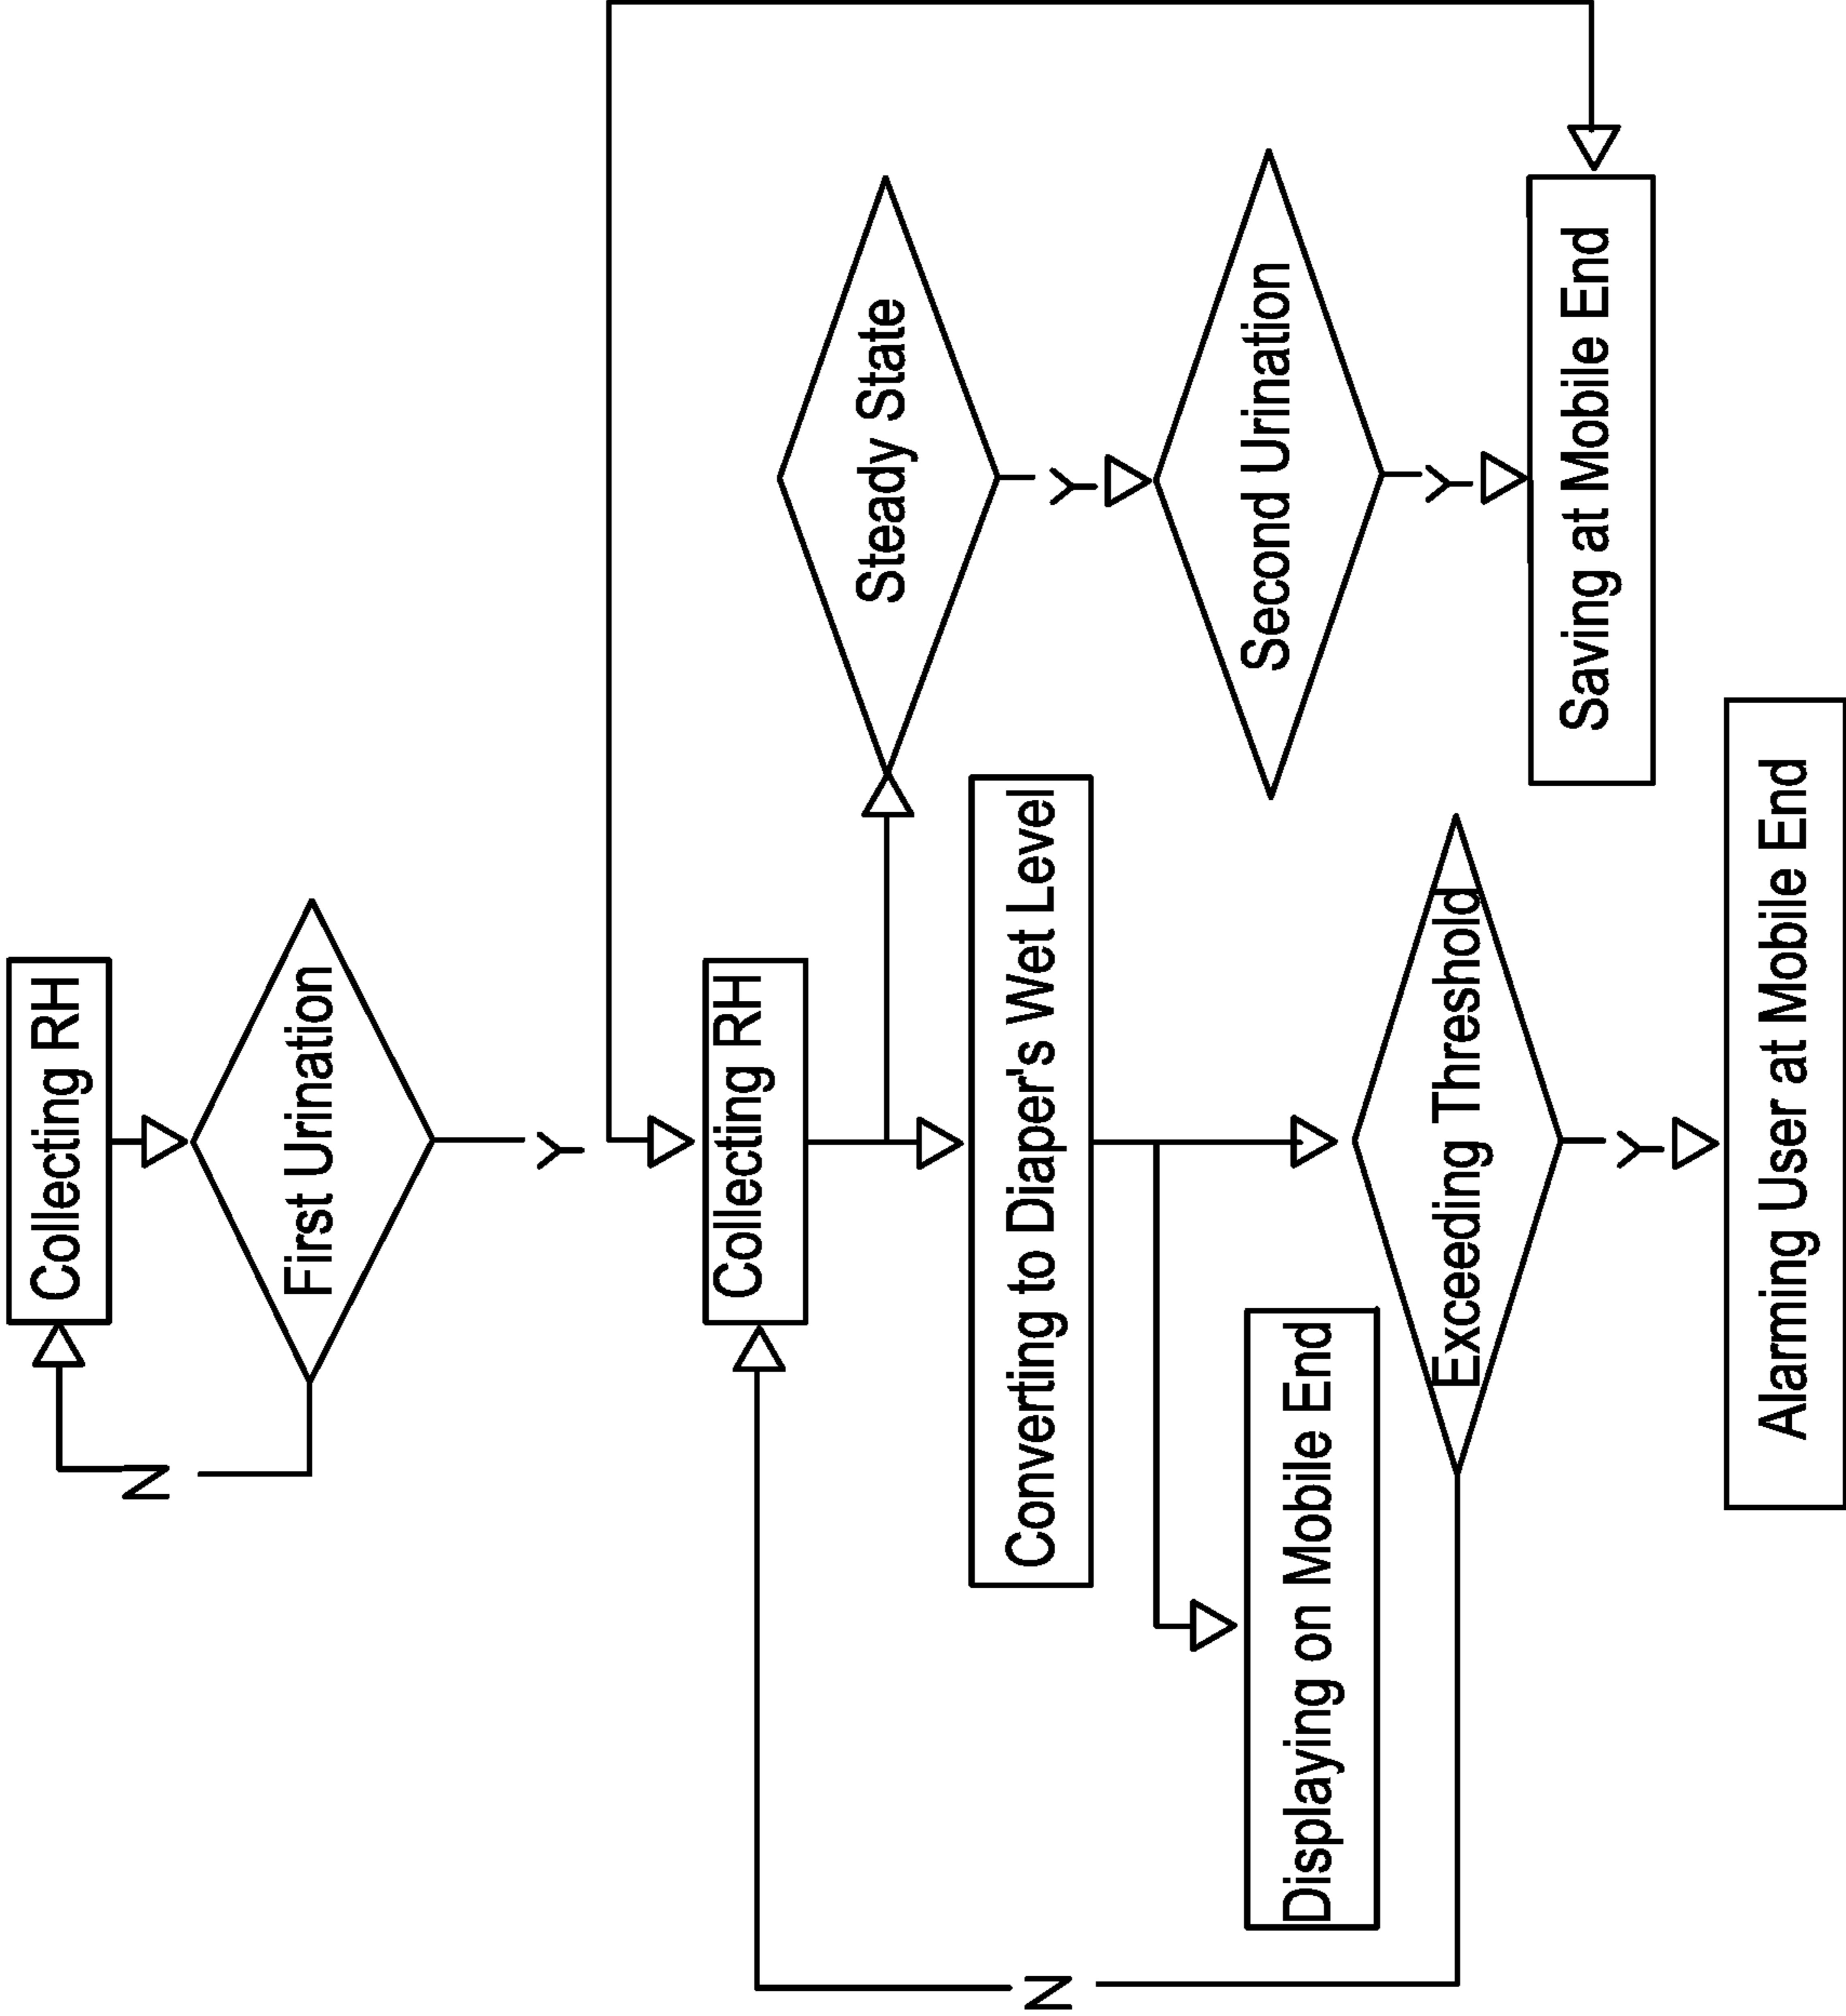 Collecting RH
N
First Urination
Y
Collecting RH
Steady State
Y
Converting to Diaper's Wet Level
Second Urination
Y
Displaying on Mobile End
N
Exceeding Threshold
Y
Saving at Mobile End
Alarming User at Mobile End